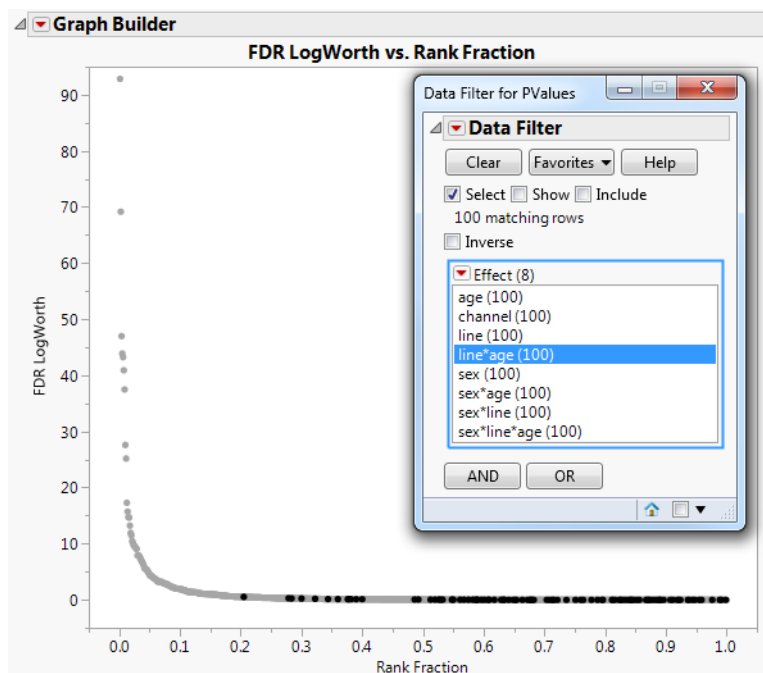 Graph Builder
FDR LogWorth vs. Rank Fraction
FDR LogWorth
90
80
70
60
50
40
30
20
10
0
0.0 0.1 0.2 0.3 0.4 0.5 0.6 0.7 0.8 0.9 1.0
Rank Fraction
Data Filter for PValues
Data Filter
Clear Favorites Help
Select Show Include
100 matching rows
Inverse
Effect (8)
age (100)
channel (100)
line (100)
line*age (100)
sex (100)
sex*age (100)
sex*line (100)
sex*line*age (100)
AND OR